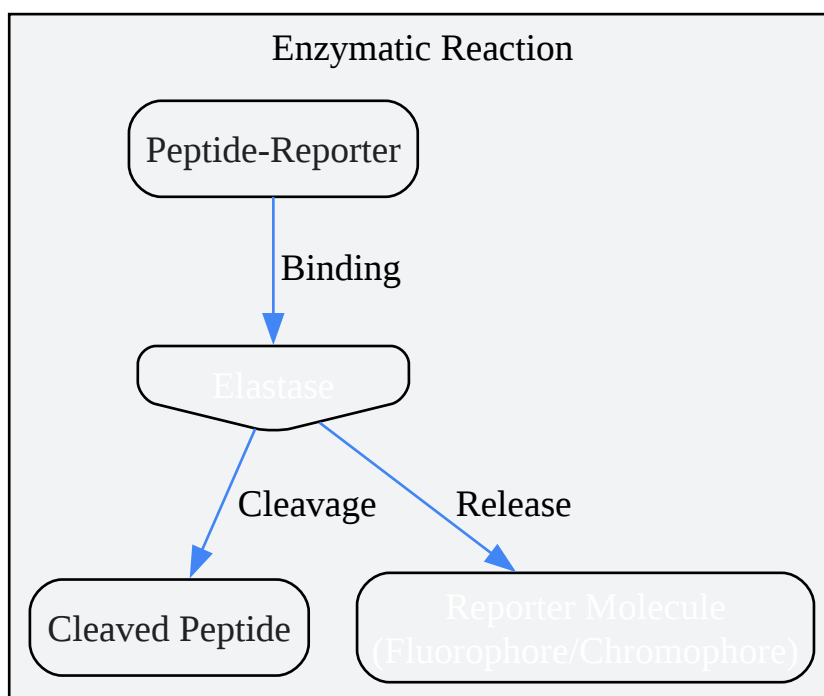 Enzymatic Reaction
Peptide-Reporter
Binding
Elastase
Cleavage
Release
Cleaved Peptide
Reporter Molecule
(Fluorophore/Chromophore)